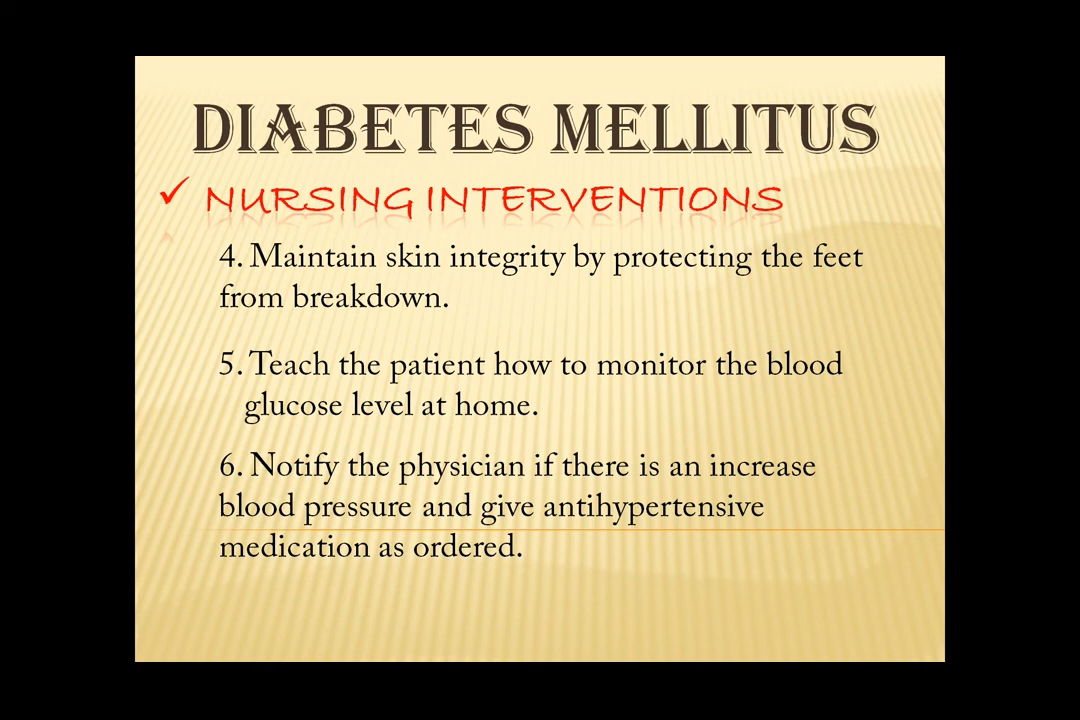 DIABETES MELLITUS
✓ NURSING INTERVENTIONS
4. Maintain skin integrity by protecting the feet
from breakdown.
5. Teach the patient how to monitor the blood
glucose level at home.
6. Notify the physician if there is an increase
blood pressure and give antihypertensive
medication as ordered.